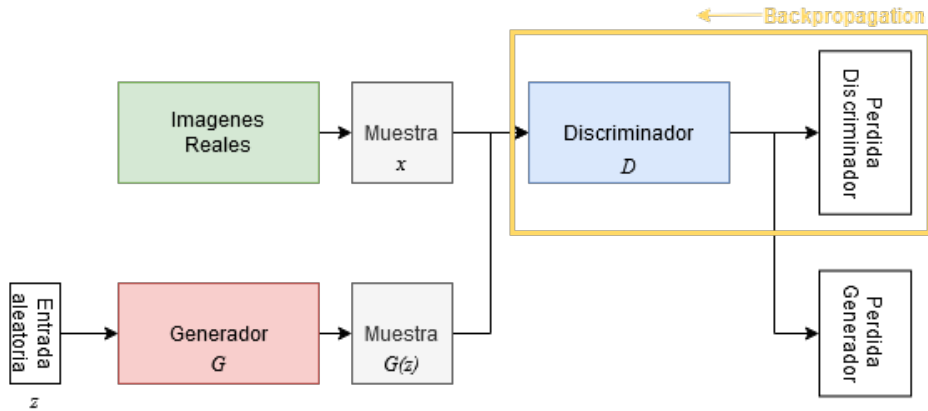 Backpropagation
Imagenes
Reales
Muestra
x
Discriminador
D
Perdida
Discriminador
Entrada
aleatoria
z
Generador
G
Muestra
G(z)
Perdida
Generador